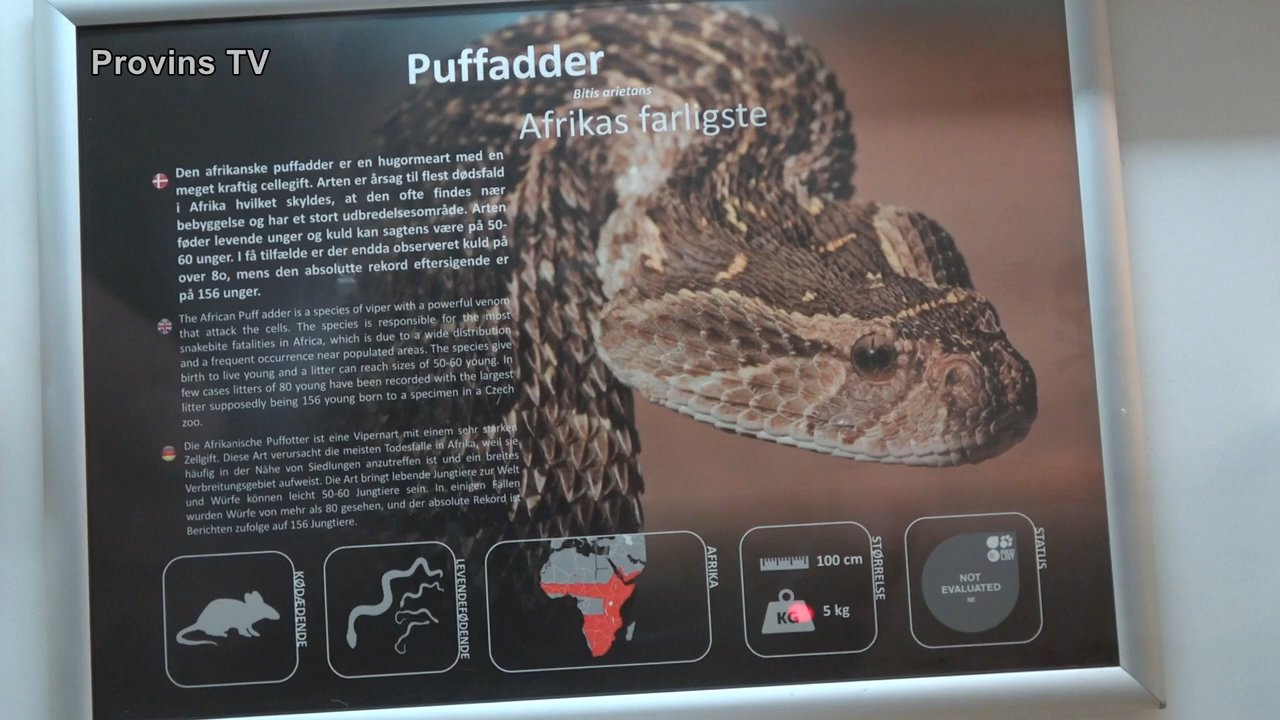 Provins TV
Puffadder
Bitis arietans
Afrikas farligste
Den afrikanske puffadder er en hugormeart med en
meget kraftig cellegift. Arten er årsag til flest dødsfald
i Afrika hvilket skyldes, at den ofte findes nær
bebyggelse og har et stort udbredelsesområde. Arten
føder levende unger og kuld kan sagtens være på 50-
60 unger. I få tilfælde er der endda observeret kuld på
over 8o, mens den absolutte rekord eftersigende er
på 156 unger.
The African Puff adder is a species of viper with a powerful venom
that attack the cells. The species is responsible for the most
snakebite fatalities in Africa, which is due to a wide distribution
and a frequent occurrence near populated areas. The species give
birth to live young and a litter can reach sizes of 50-60 young. In
few cases litters of 80 young have been recorded with the largest
litter supposedly being 156 young born to a specimen in a Czech
zoo.
Die Afrikanische Puffotter ist eine Vipernart mit einem sehr starken
Zellgift. Diese Art verursacht die meisten Todesfälle in Afrika, weil sie
häufig in der Nähe von Siedlungen anzutreffen ist und ein breites
Verbreitungsgebiet aufweist. Die Art bringt lebende Jungtiere zur Welt
und Würfe können leicht 50-60 Jungtiere sein. In einigen Fällen
wurden Würfe von mehr als 80 gesehen, und der absolute Rekord ist
Berichten zufolge auf 156 Jungtiere.
KØDÆDENDE
LEVENDEFØDENDE
AFRIKA
100 cm
KG
5 kg
STØRRELSE
NOT
EVALUATED
NE
STATUS